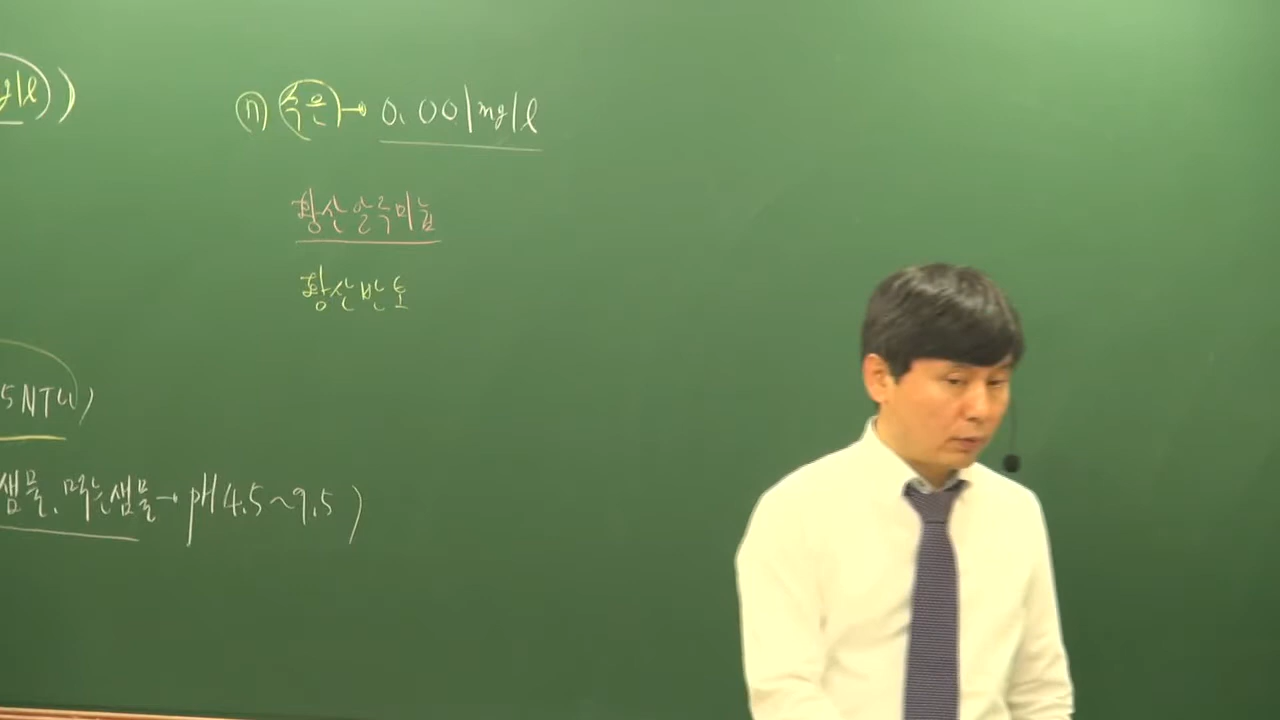 g/ℓ))
(ㄲ) (수은)→ 0.001mg/ℓ
황산알루미늄
황산반토
5NTU)
샘물, 먹는샘물→ pH 4.5~9.5)